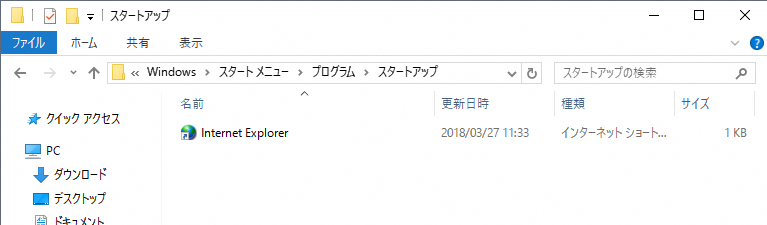 スタートアップ
ファイル ホーム 共有 表示
« Windows > スタート メニュー > プログラム > スタートアップ スタートアップの検索
名前 更新日時 種類 サイズ
クイック アクセス
Internet Explorer 2018/03/27 11:33 インターネット ショート... 1 KB
PC
ダウンロード
デスクトップ
ドキュメント